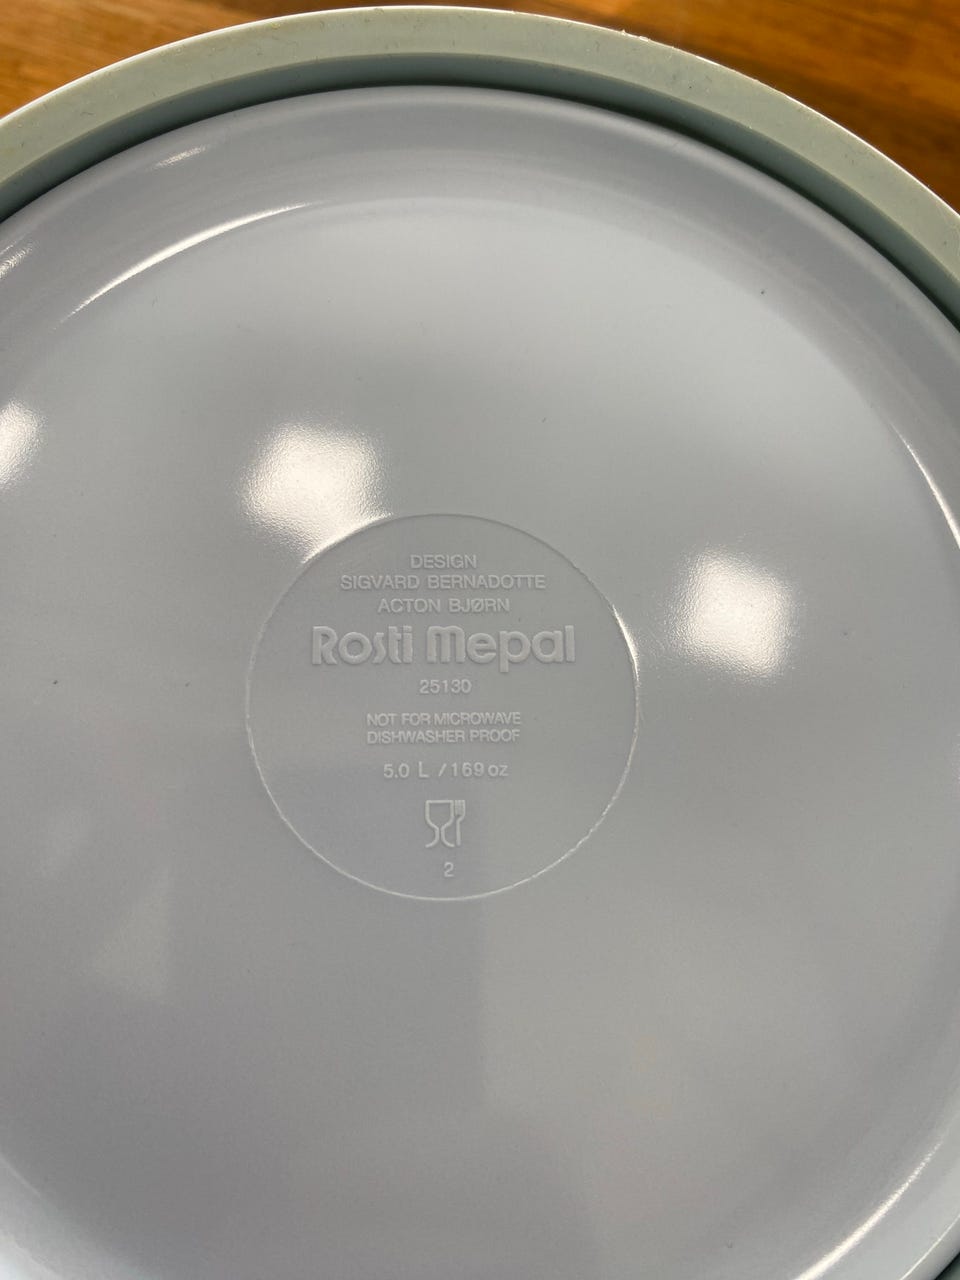 DESIGN
SIGVARD BERNADOTTE
ACTON BJØRN
Rosti Mepal
25130
NOT FOR MICROWAVE
DISHWASHER PROOF
5.0 L / 169 oz
2